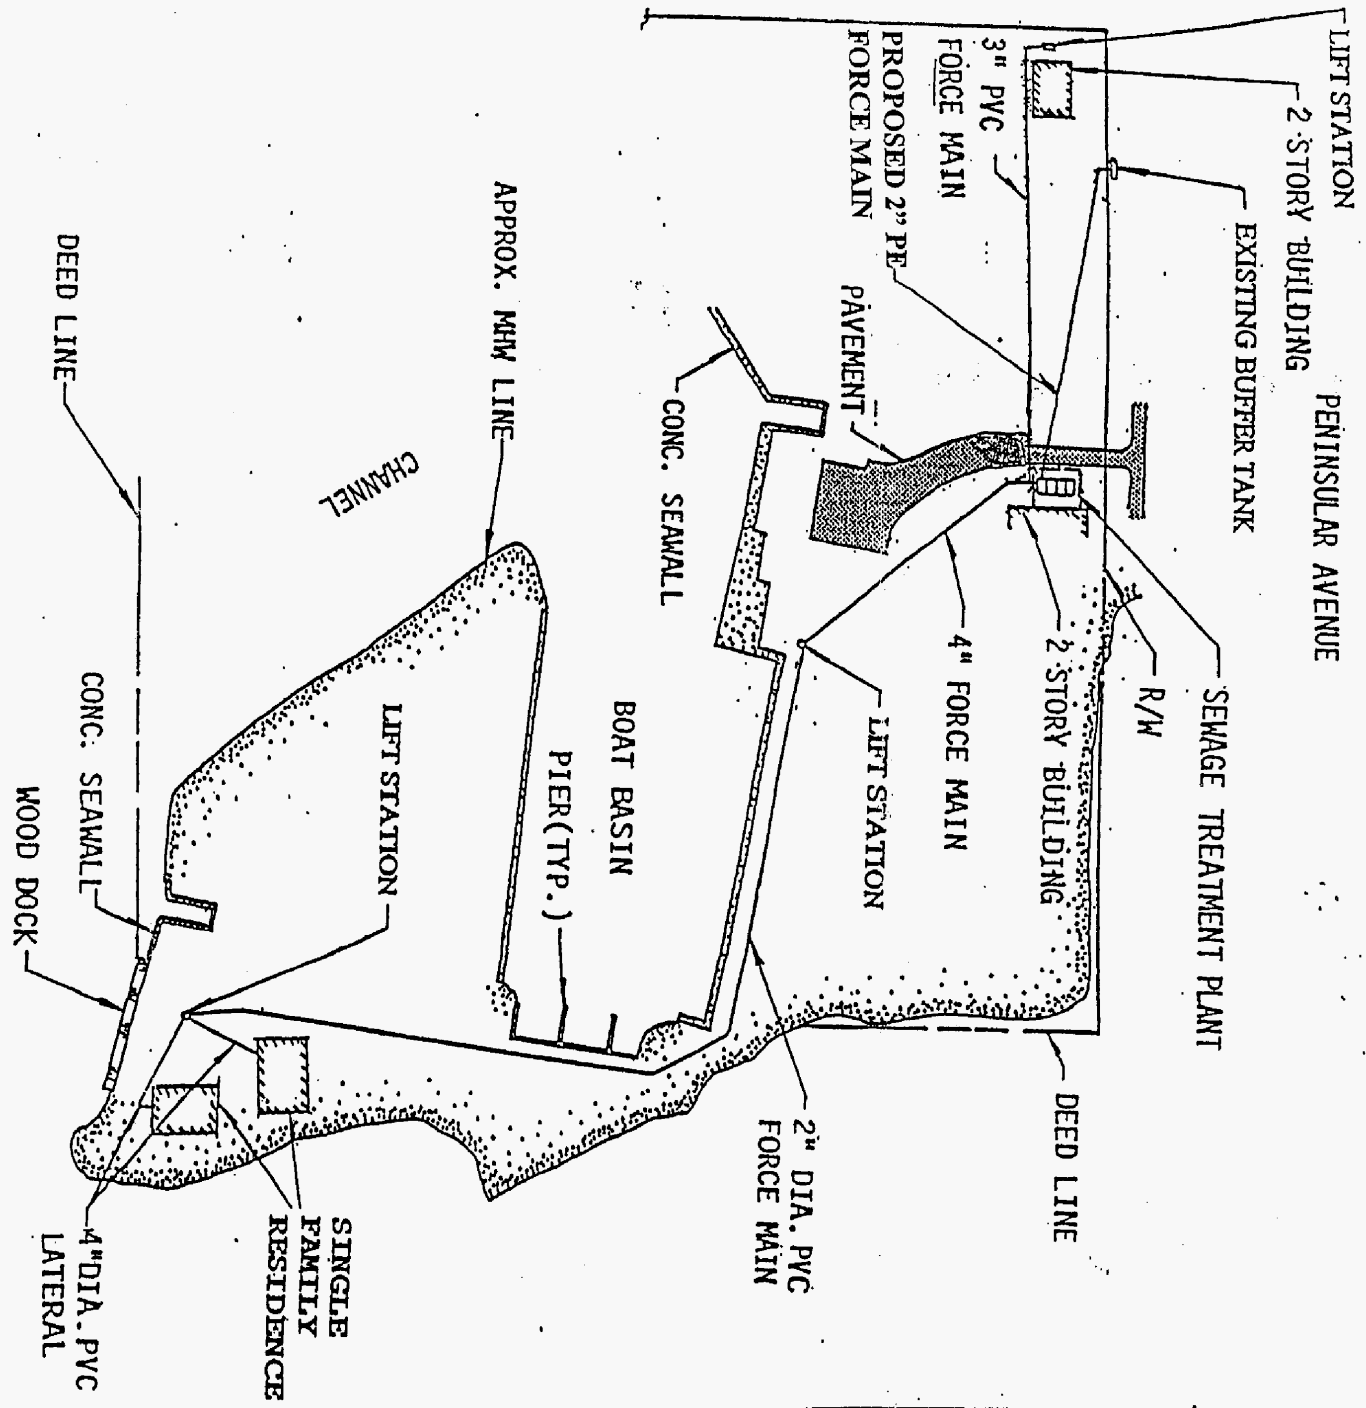 LIFT STATION
2 STORY BUILDING
EXISTING BUFFER TANK
PENINSULAR AVENUE
3" PVC
FORCE MAIN
PROPOSED 2" PE
FORCE MAIN
PAVEMENT
SEWAGE TREATMENT PLANT
R/W
2 STORY BUILDING
4" FORCE MAIN
LIFT STATION
CONC. SEAWALL
APPROX. MHW LINE
CHANNEL
DEED LINE
BOAT BASIN
PIER(TYP.)
LIFT STATION
CONC. SEAWALL
WOOD DOCK
DEED LINE
2" DIA. PVC
FORCE MAIN
SINGLE
FAMILY
RESIDENCE
4"DIA. PVC
LATERAL